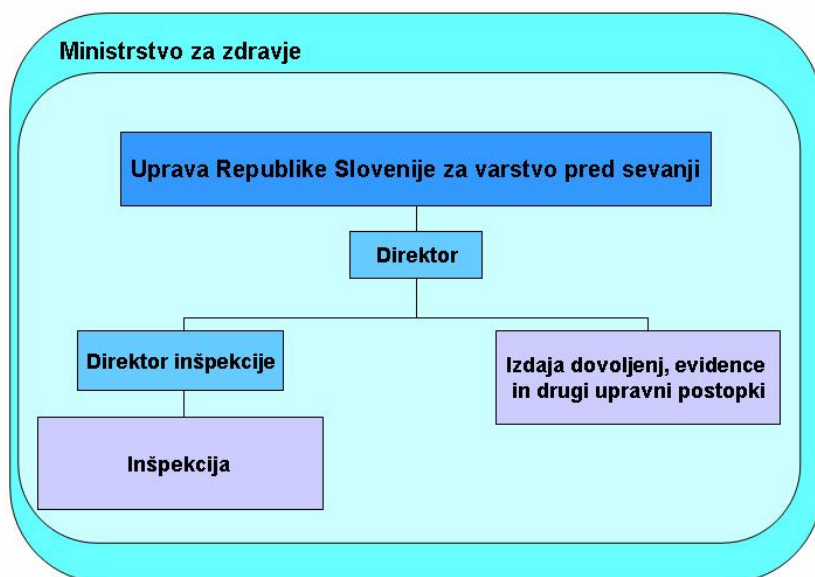 Ministrstvo za zdravje
Uprava Republike Slovenije za varstvo pred sevanji
Direktor
Direktor inšpekcije
Izdaja dovoljenj, evidence
in drugi upravni postopki
Inšpekcija